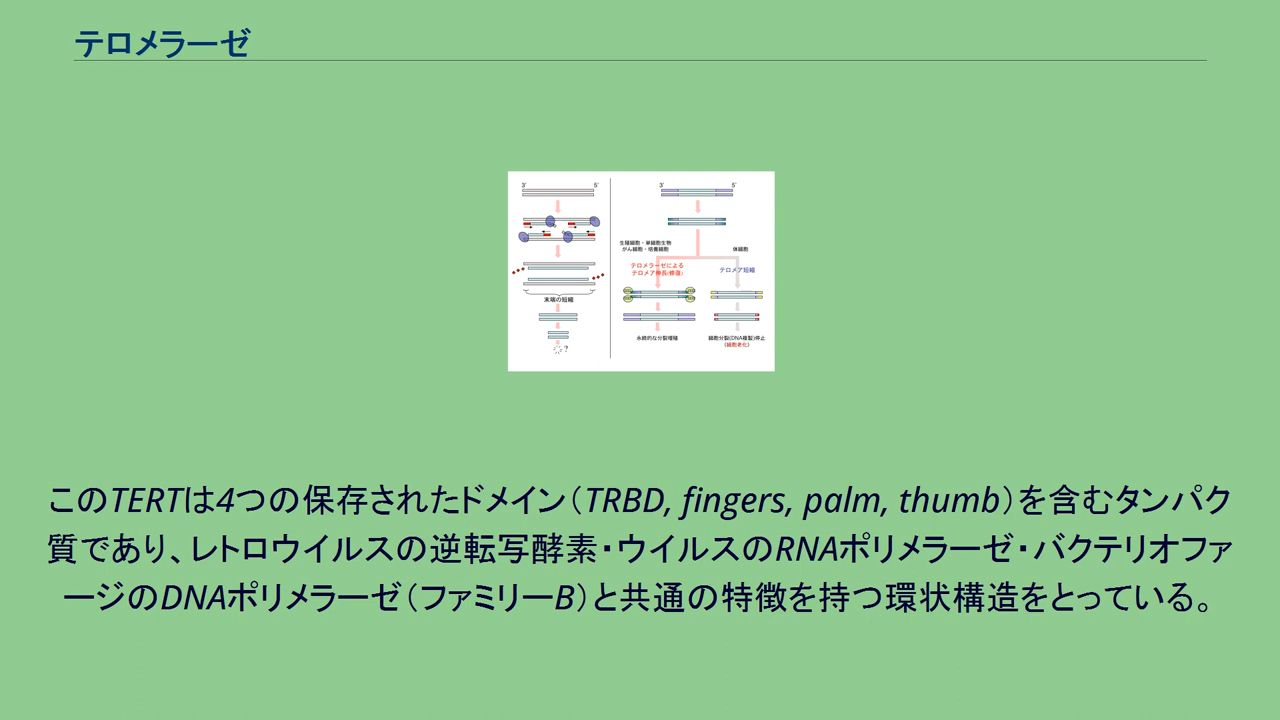 テロメラーゼ
3’
5’
末端の短縮
?
3’
5’
生殖細胞・単細胞生物
がん細胞・培養細胞
体細胞
テロメラーゼによる
テロメア伸長(修復)
テロメア短縮
永続的な分裂増殖
細胞分裂(DNA複製)停止
(細胞老化)
このTERTは4つの保存されたドメイン（TRBD, fingers, palm, thumb）を含むタンパク
質であり、レトロウイルスの逆転写酵素・ウイルスのRNAポリメラーゼ・バクテリオファ
ージのDNAポリメラーゼ（ファミリーB）と共通の特徴を持つ環状構造をとっている。